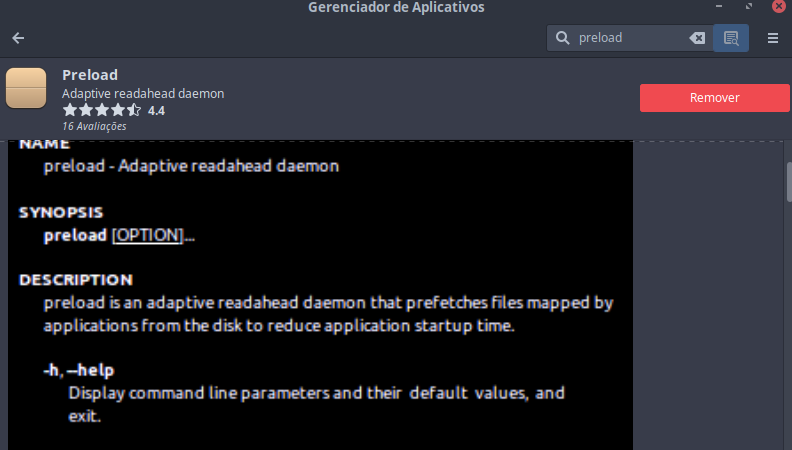 Gerenciador de Aplicativos
preload
Preload
Adaptive readahead daemon
4.4
16 Avaliações
Remover
NAME
preload - Adaptive readahead daemon
SYNOPSIS
preload [OPTION]...
DESCRIPTION
preload is an adaptive readahead daemon that prefetches files mapped by
applications from the disk to reduce application startup time.
-h, --help
Display command line parameters and their default values, and
exit.